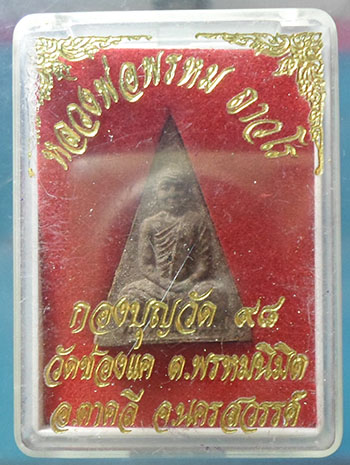 หลวงพ่อพรหม ถาวโร
กองบุญวัด ๙๘
วัดช่องแค ต.พรหมนิมิต
อ.ตาคลี จ.นครสวรรค์